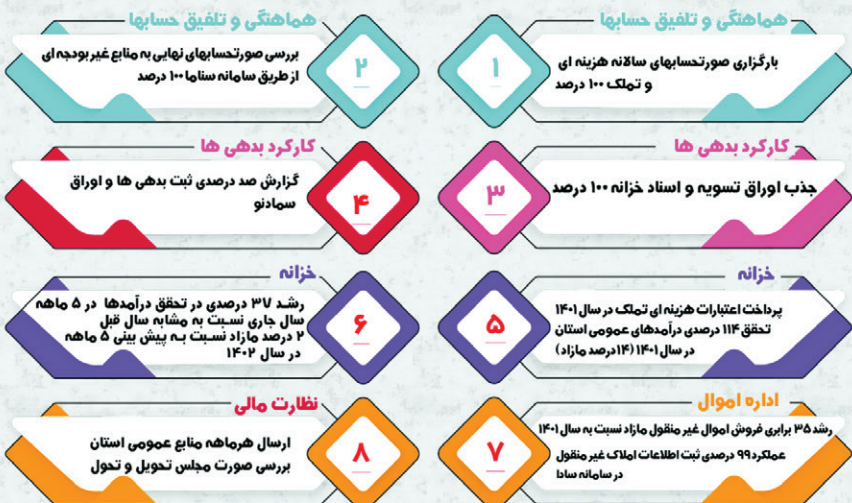 هماهنگی و تلفیق حسابها
۱
بارگزاری صورتحسابهای سالانه هزینه ای
و تملک ۱۰۰ درصد
هماهنگی و تلفیق حسابها
۲
بررسی صورتحسابهای نهایی به منابع غیر بودجه ای
از طریق سامانه سناما ۱۰۰ درصد
کارکرد بدهی ها
۳
جذب اوراق تسویه و اسناد خزانه ۱۰۰ درصد
کارکرد بدهی ها
۴
گزارش صد درصدی ثبت بدهی ها و اوراق
سمادنو
خزانه
۵
پرداخت اعتبارات هزینه ای تملک در سال ۱۴۰۱
تحقق ۱۱۴ درصدی درآمدهای عمومی استان
در سال ۱۴۰۱ (۱۴درصد مازاد)
خزانه
۶
رشد ۳۷ درصدی در تحقق درآمدها در ۵ ماهه
سال جاری نسبت به مشابه سال قبل
۲ درصد مازاد نسبت به پیش بینی ۵ ماهه
در سال ۱۴۰۲
اداره اموال
۷
رشد ۳۵ برابری فروش اموال غیر منقول مازاد نسبت به سال ۱۴۰۱
عملکرد ۹۹ درصدی ثبت اطلاعات املاک غیر منقول
در سامانه سادا
نظارت مالی
۸
ارسال هرماهه منابع عمومی استان
بررسی صورت مجلس تحویل و تحول